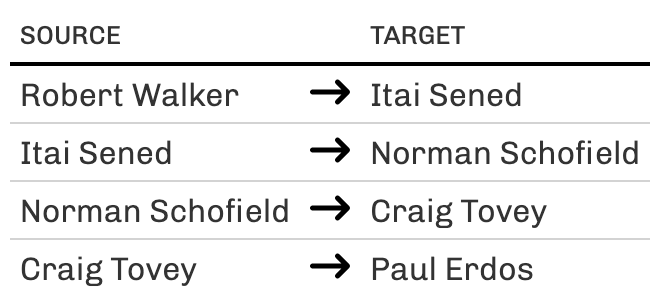 SOURCE TARGET
Robert Walker → Itai Sened
Itai Sened → Norman Schofield
Norman Schofield → Craig Tovey
Craig Tovey → Paul Erdos